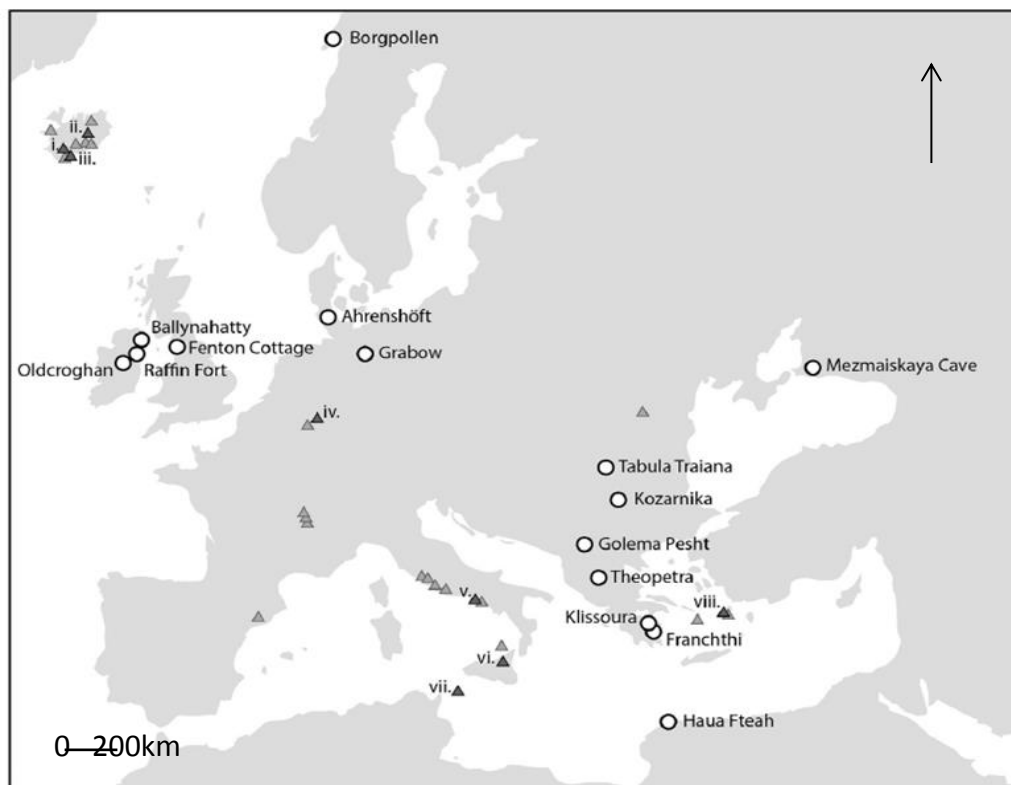 Borgpollen
ii.
i.
iii.
Ahrenshöft
Ballynahatty
Fenton Cottage
Grabow
Oldcroghan
Raffin Fort
Mezmaiskaya Cave
iv.
Tabula Traiana
Kozarnika
Golema Pesht
Theopetra
v.
viii.
Klissoura
Franchthi
vi.
vii.
Haua Fteah
0 200km